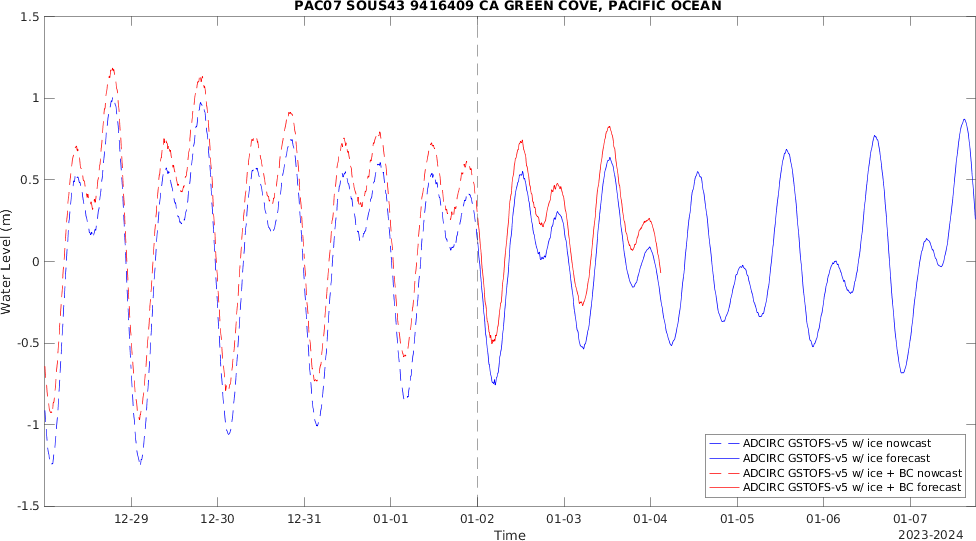 PAC07 SOUS43 9416409 CA GREEN COVE, PACIFIC OCEAN
1.5
1
0.5
0
-0.5
-1
-1.5
Water Level (m)
12-29 12-30 12-31 01-01 01-02 01-03 01-04 01-05 01-06 01-07
Time
2023-2024
ADCIRC GSTOFS-v5 w/ ice nowcast
ADCIRC GSTOFS-v5 w/ ice forecast
ADCIRC GSTOFS-v5 w/ ice + BC nowcast
ADCIRC GSTOFS-v5 w/ ice + BC forecast